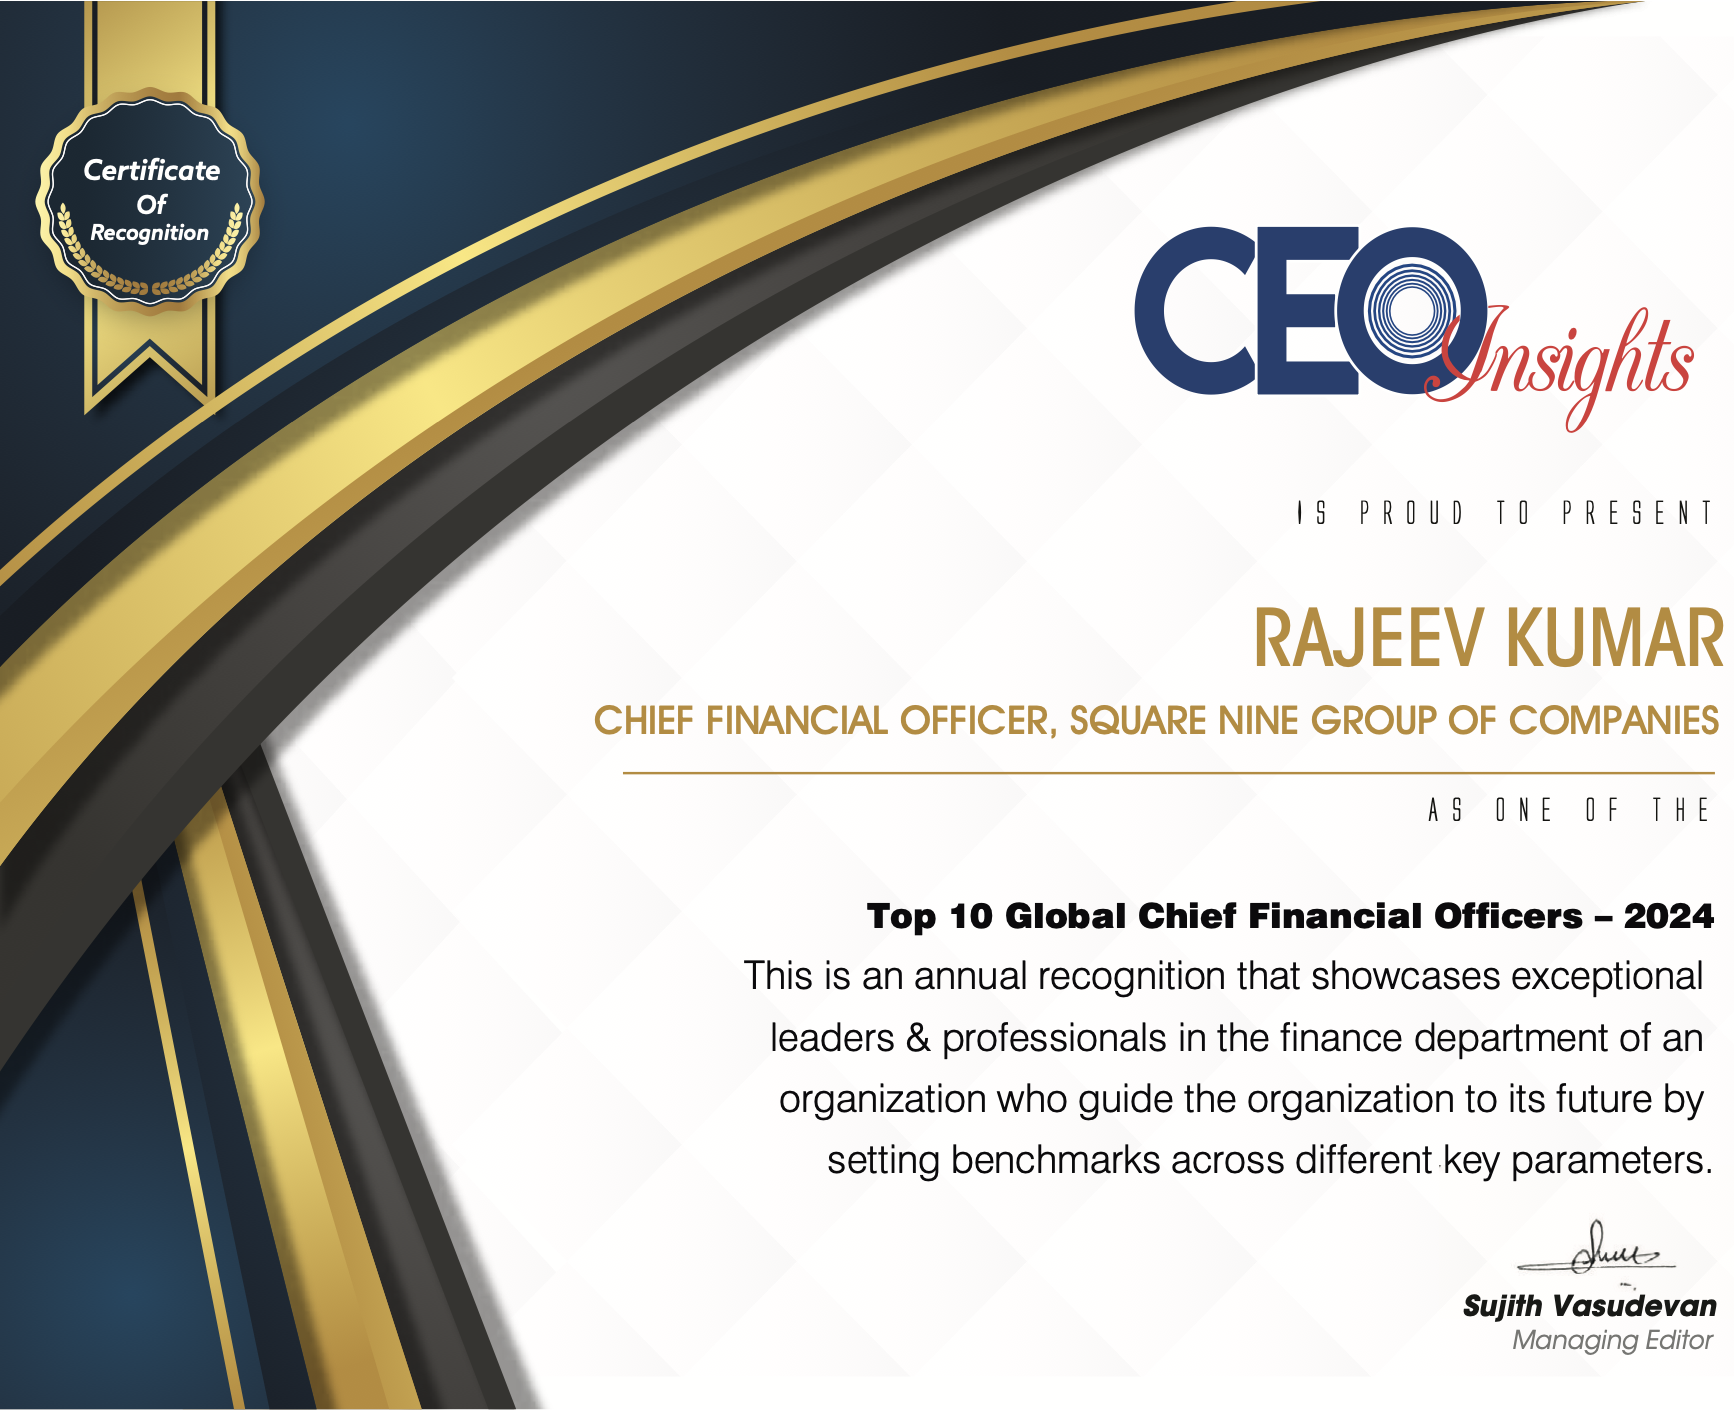 Certificate
Of
Recognition
CEO Insights
IS PROUD TO PRESENT
RAJEEV KUMAR
CHIEF FINANCIAL OFFICER, SQUARE NINE GROUP OF COMPANIES
AS ONE OF THE
Top 10 Global Chief Financial Officers – 2024
This is an annual recognition that showcases exceptional
leaders & professionals in the finance department of an
organization who guide the organization to its future by
setting benchmarks across different key parameters.
Sujith Vasudevan
Managing Editor